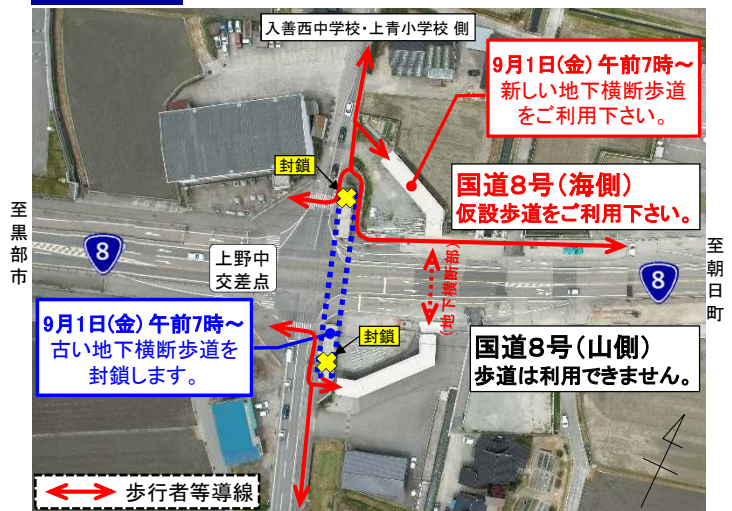 入善西中学校・上青小学校 側
9月1日(金) 午前7時~
新しい地下横断歩道
をご利用下さい。
封鎖
国道8号(海側)
仮設歩道をご利用下さい。
至黒部市
8
上野中
交差点
(地下横断部)
8
至朝日町
9月1日(金) 午前7時~
古い地下横断歩道を
封鎖します。
封鎖
国道8号(山側)
歩道は利用できません。
歩行者等導線